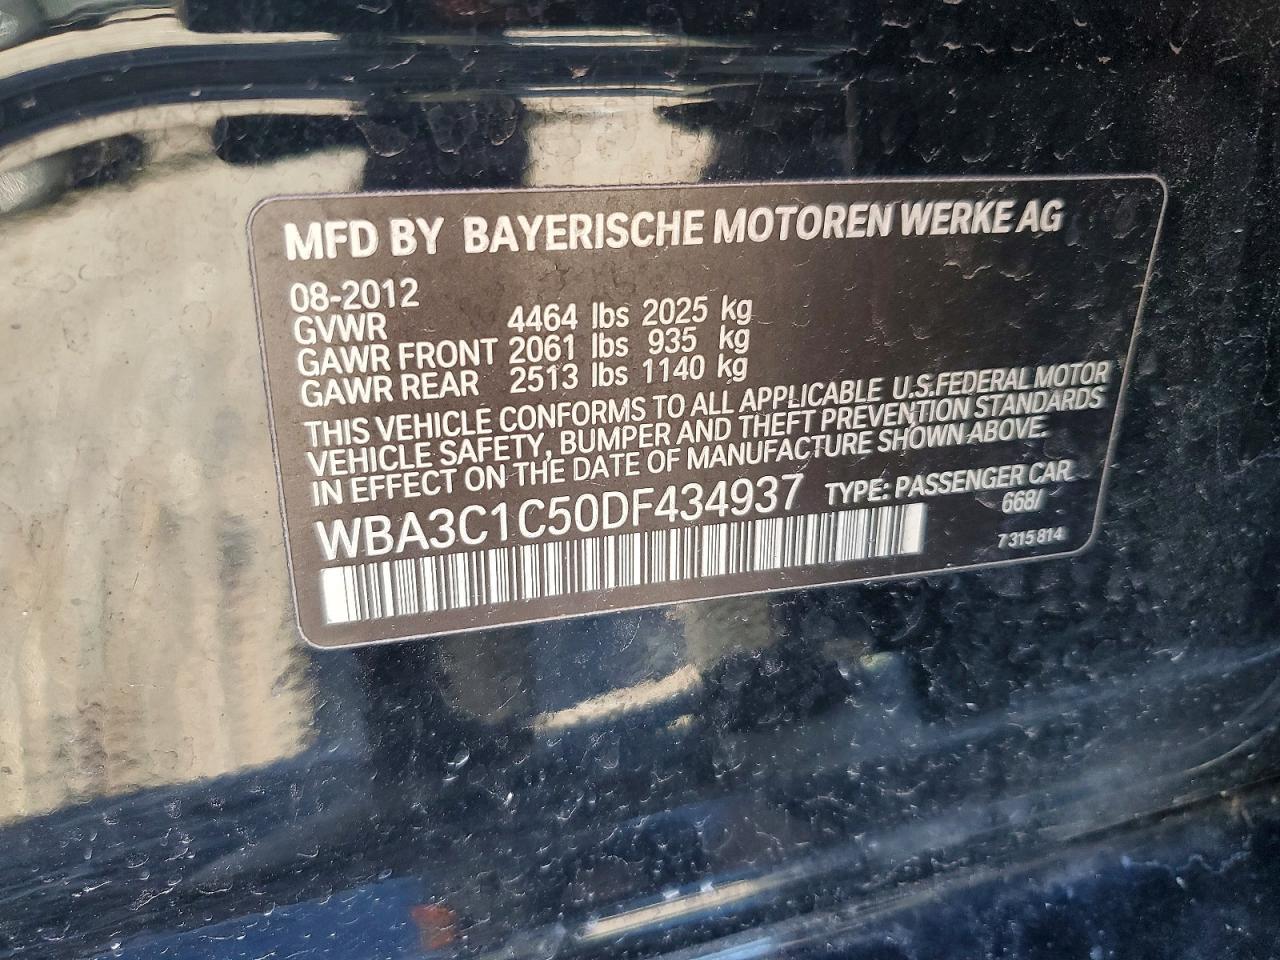 MFD BY BAYERISCHE MOTOREN WERKE AG
08-2012
GVWR 4464 lbs 2025 kg
GAWR FRONT 2061 lbs 935 kg
GAWR REAR 2513 lbs 1140 kg
THIS VEHICLE CONFORMS TO ALL APPLICABLE U.S.FEDERAL MOTOR
VEHICLE SAFETY, BUMPER AND THEFT PREVENTION STANDARDS
IN EFFECT ON THE DATE OF MANUFACTURE SHOWN ABOVE.
WBA3C1C50DF434937 TYPE: PASSENGER CAR
668/
7 315 814